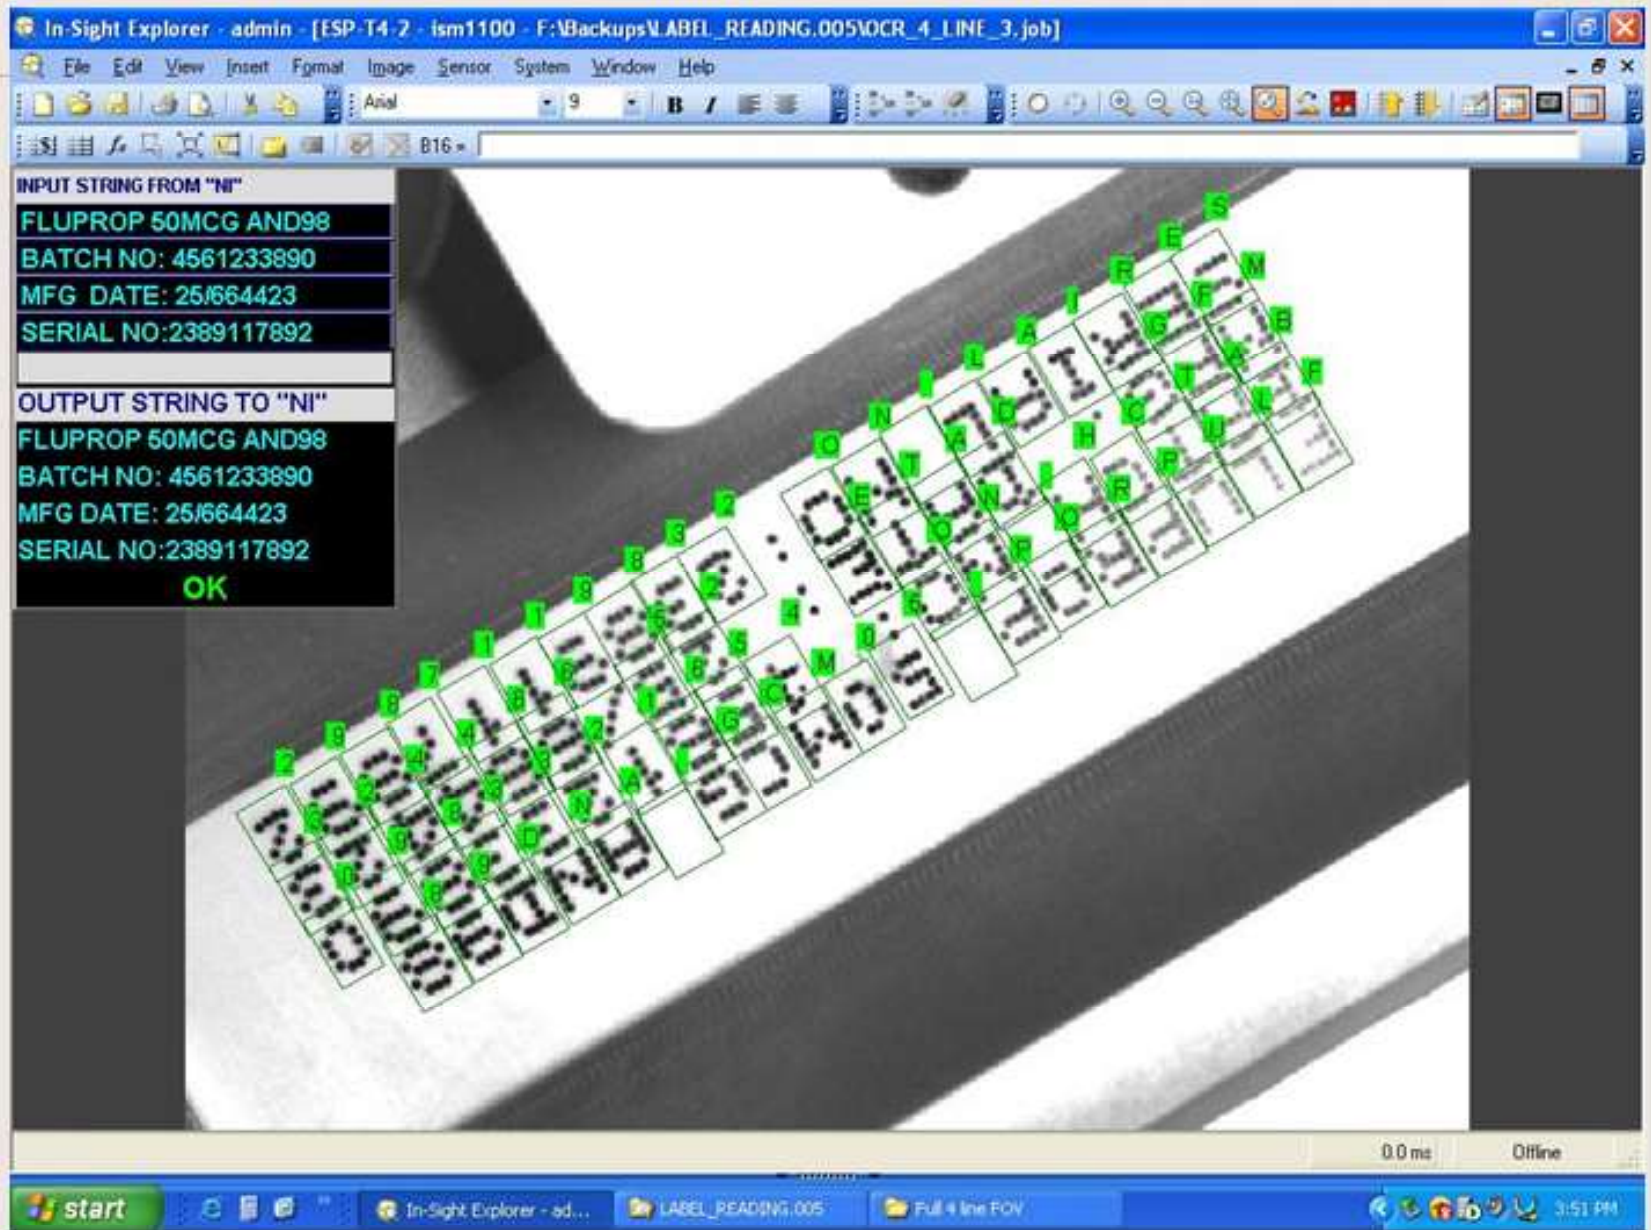 In-Sight Explorer - admin - [ESP-T4-2 - ism1100 - F:\Backups\LABEL_READING.005\OCR_4_LINE_3.job]
File Edit View Insert Format Image Sensor System Window Help
Arial 9 B I
B16 =
INPUT STRING FROM "NI"
FLUPROP 50MCG AND98
BATCH NO: 4561233890
MFG DATE: 25/664423
SERIAL NO:2389117892
OUTPUT STRING TO "NI"
FLUPROP 50MCG AND98
BATCH NO: 4561233890
MFG DATE: 25/664423
SERIAL NO:2389117892
OK
0.0 ms Offline
start In-Sight Explorer - ad... LABEL_READING.005 Full 4 line FOV 3:51 PM